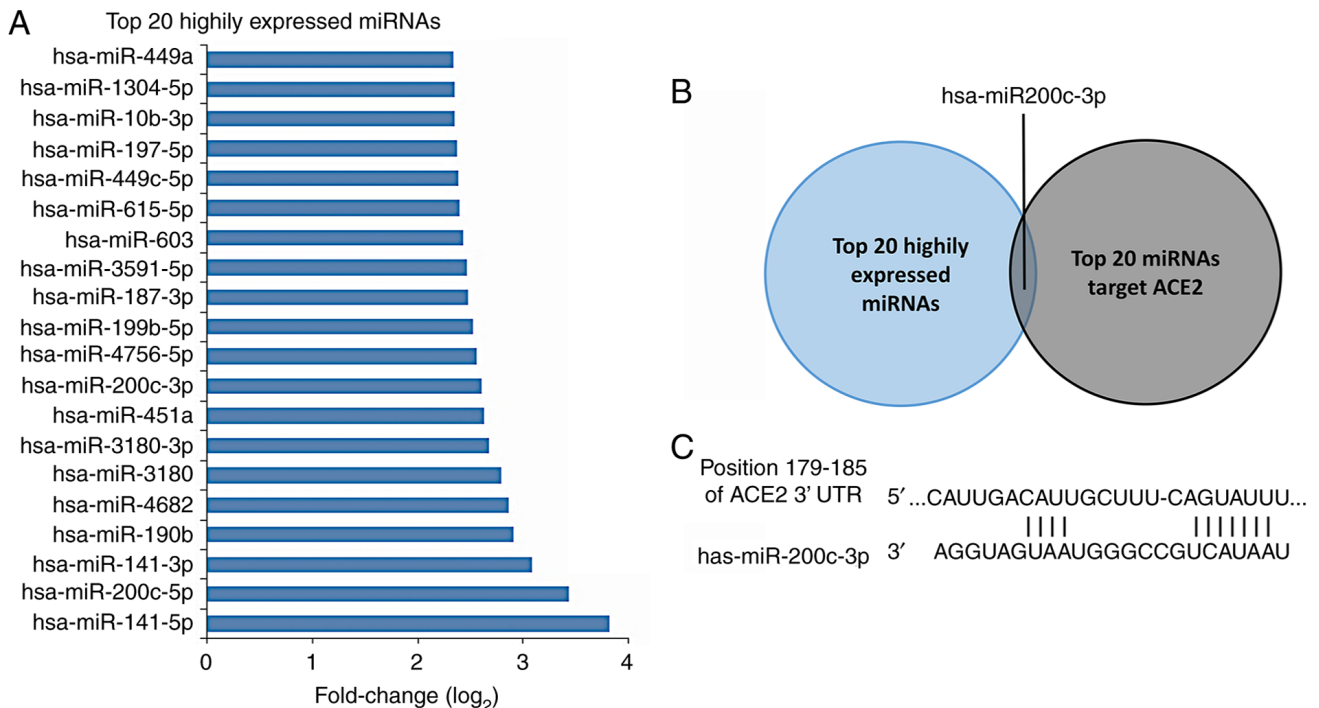 A
Top 20 highly expressed miRNAs
hsa-miR-449a
hsa-miR-1304-5p
hsa-miR-10b-3p
hsa-miR-197-5p
hsa-miR-449c-5p
hsa-miR-615-5p
hsa-miR-603
hsa-miR-3591-5p
hsa-miR-187-3p
hsa-miR-199b-5p
hsa-miR-4756-5p
hsa-miR-200c-3p
hsa-miR-451a
hsa-miR-3180-3p
hsa-miR-3180
hsa-miR-4682
hsa-miR-190b
hsa-miR-141-3p
hsa-miR-200c-5p
hsa-miR-141-5p
0 1 2 3 4
Fold-change (log2)
B
hsa-miR200c-3p
Top 20 highily
expressed
miRNAs
Top 20 miRNAs
target ACE2
C
Position 179-185
of ACE2 3′ UTR 5′ ...CAUUGACAUUGCUUU-CAGUAUUU...
has-miR-200c-3p 3′ AGGUAGUAAUGGGCCGUCAUAAU